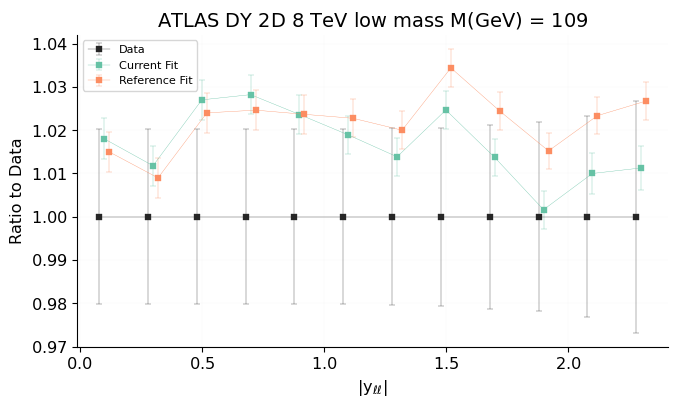 ATLAS DY 2D 8 TeV low mass M(GeV) = 109
Data
Current Fit
Reference Fit
Ratio to Data
1.04
1.03
1.02
1.01
1.00
0.99
0.98
0.97
0.0 0.5 1.0 1.5 2.0
|yℓℓ|